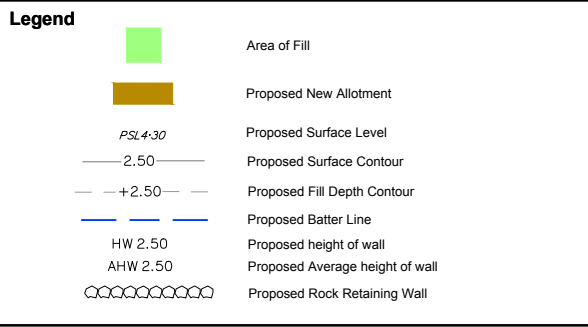 Legend
Area of Fill
Proposed New Allotment
PSL4·30 Proposed Surface Level
2.50 Proposed Surface Contour
+2.50 Proposed Fill Depth Contour
Proposed Batter Line
HW 2.50 Proposed height of wall
AHW 2.50 Proposed Average height of wall
Proposed Rock Retaining Wall